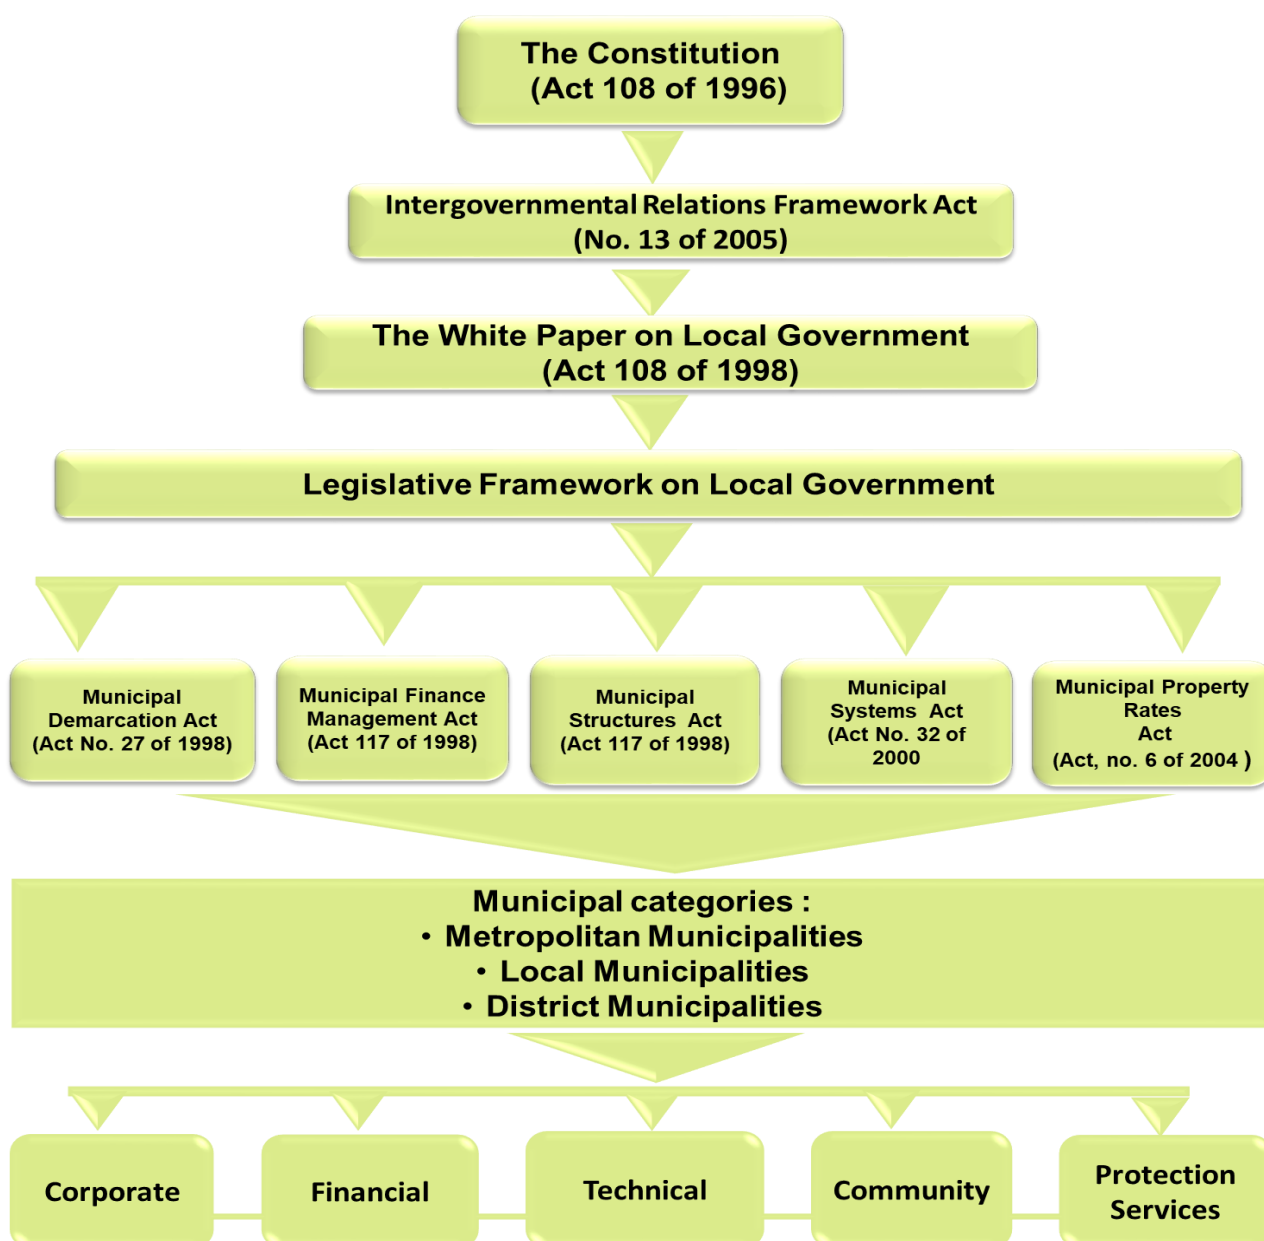 The Constitution
(Act 108 of 1996)
Intergovernmental Relations Framework Act
(No. 13 of 2005)
The White Paper on Local Government
(Act 108 of 1998)
Legislative Framework on Local Government
Municipal
Demarcation Act
(Act No. 27 of 1998)
Municipal Finance
Management Act
(Act 117 of 1998)
Municipal
Structures Act
(Act 117 of 1998)
Municipal
Systems Act
(Act No. 32 of
2000
Municipal Property
Rates
Act
(Act, no. 6 of 2004 )
Municipal categories :
• Metropolitan Municipalities
• Local Municipalities
• District Municipalities
Corporate
Financial
Technical
Community
Protection
Services